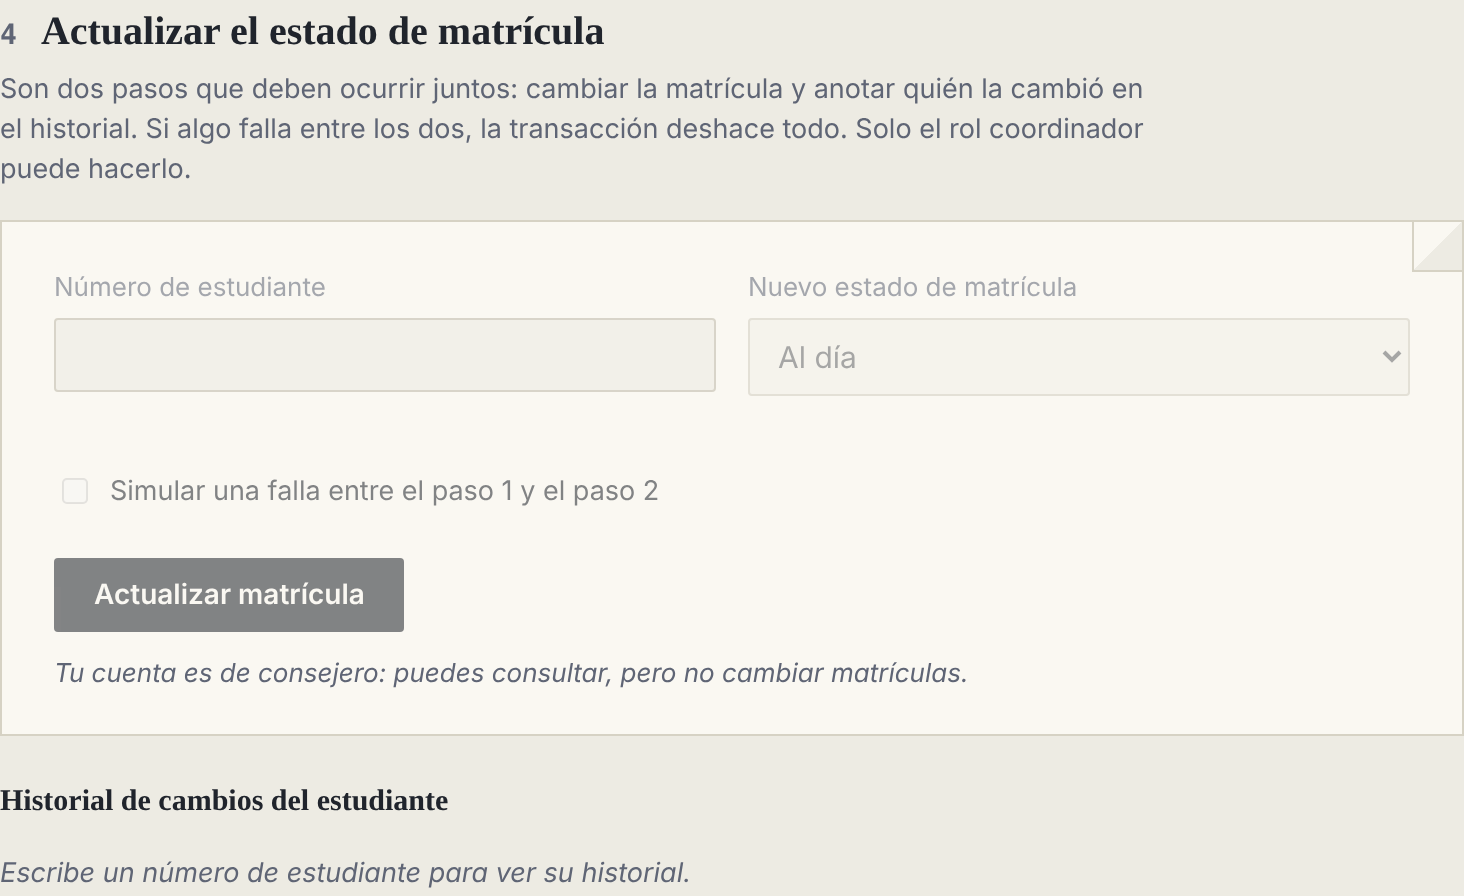 4 Actualizar el estado de matrícula
Son dos pasos que deben ocurrir juntos: cambiar la matrícula y anotar quién la cambió en
el historial. Si algo falla entre los dos, la transacción deshace todo. Solo el rol coordinador
puede hacerlo.
Número de estudiante
Nuevo estado de matrícula
Al día
Simular una falla entre el paso 1 y el paso 2
Actualizar matrícula
Tu cuenta es de consejero: puedes consultar, pero no cambiar matrículas.
Historial de cambios del estudiante
Escribe un número de estudiante para ver su historial.